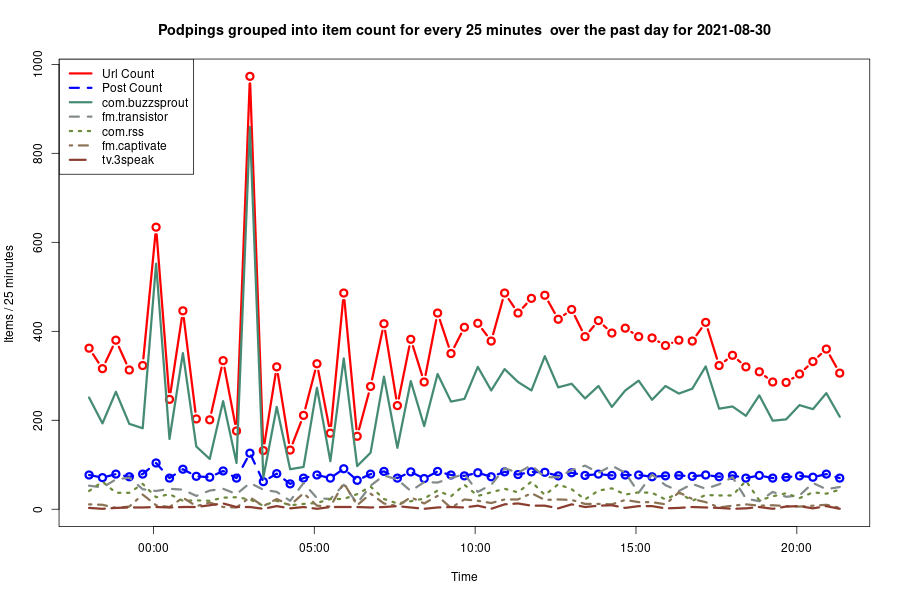 Podpings grouped into item count for every 25 minutes over the past day for 2021-08-30
Url Count
Post Count
com.buzzsprout
fm.transistor
com.rss
fm.captivate
tv.3speak
1000
800
600
400
200
0
Items / 25 minutes
00:00 05:00 10:00 15:00 20:00
Time